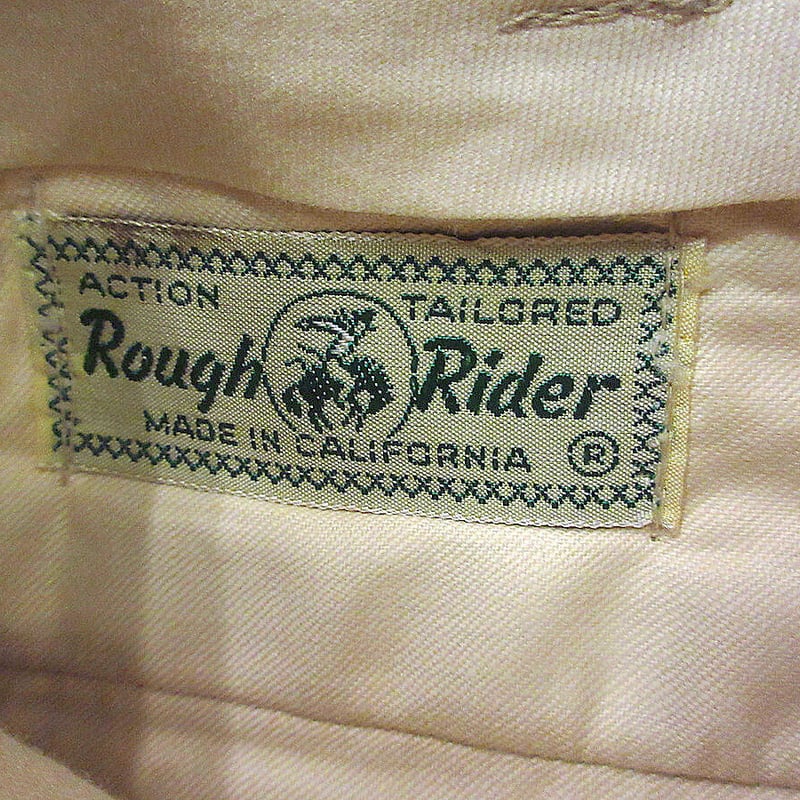 ACTION TAILORED
Rough Rider
MADE IN CALIFORNIA ®